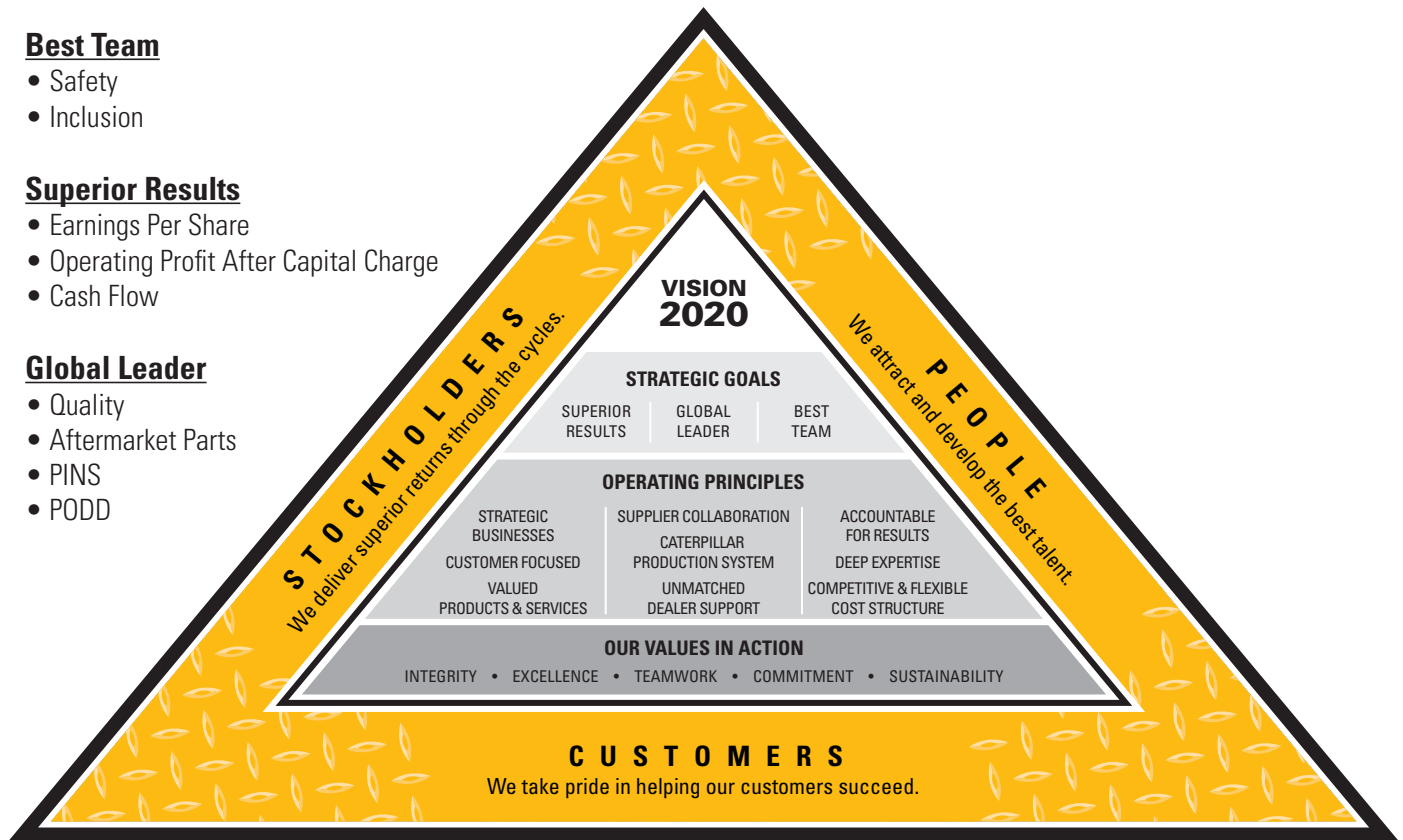 Best Team
• Safety
• Inclusion
Superior Results
• Earnings Per Share
• Operating Profit After Capital Charge
• Cash Flow
Global Leader
• Quality
• Aftermarket Parts
• PINS
• PODD
STOCKHOLDERS
We deliver superior returns through the cycles.
PEOPLE
We attract and develop the best talent.
VISION
2020
STRATEGIC GOALS
SUPERIOR
RESULTS
GLOBAL
LEADER
BEST
TEAM
OPERATING PRINCIPLES
STRATEGIC
BUSINESSES
CUSTOMER FOCUSED
VALUED
PRODUCTS & SERVICES
SUPPLIER COLLABORATION
CATERPILLAR
PRODUCTION SYSTEM
UNMATCHED
DEALER SUPPORT
ACCOUNTABLE
FOR RESULTS
DEEP EXPERTISE
COMPETITIVE & FLEXIBLE
COST STRUCTURE
OUR VALUES IN ACTION
INTEGRITY • EXCELLENCE • TEAMWORK • COMMITMENT • SUSTAINABILITY
CUSTOMERS
We take pride in helping our customers succeed.